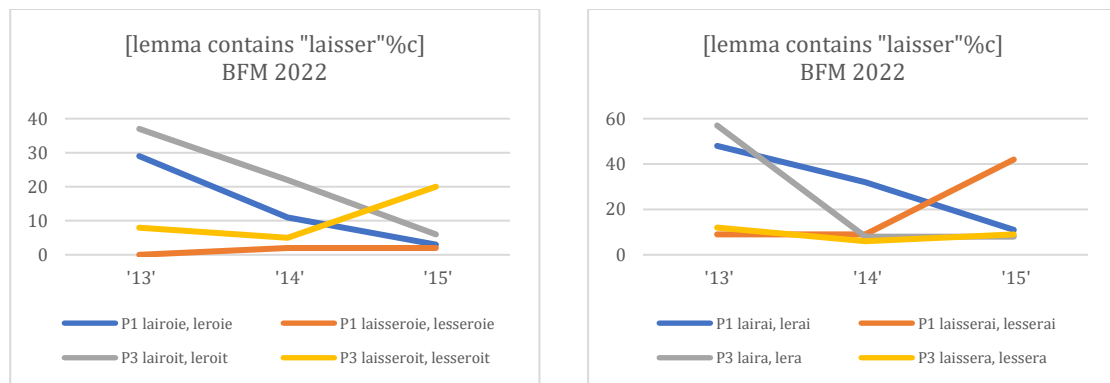 [lemma contains "laisser"%c]
BFM 2022
40
30
20
10
0
'13'
'14'
'15'
P1 lairoie, leroie
P1 laisseroie, lesseroie
P3 lairoit, leroit
P3 laisseroit, lesseroit
[lemma contains "laisser"%c]
BFM 2022
60
40
20
0
'13'
'14'
'15'
P1 lairai, lerai
P1 laisserai, lesserai
P3 laira, lera
P3 laissera, lessera